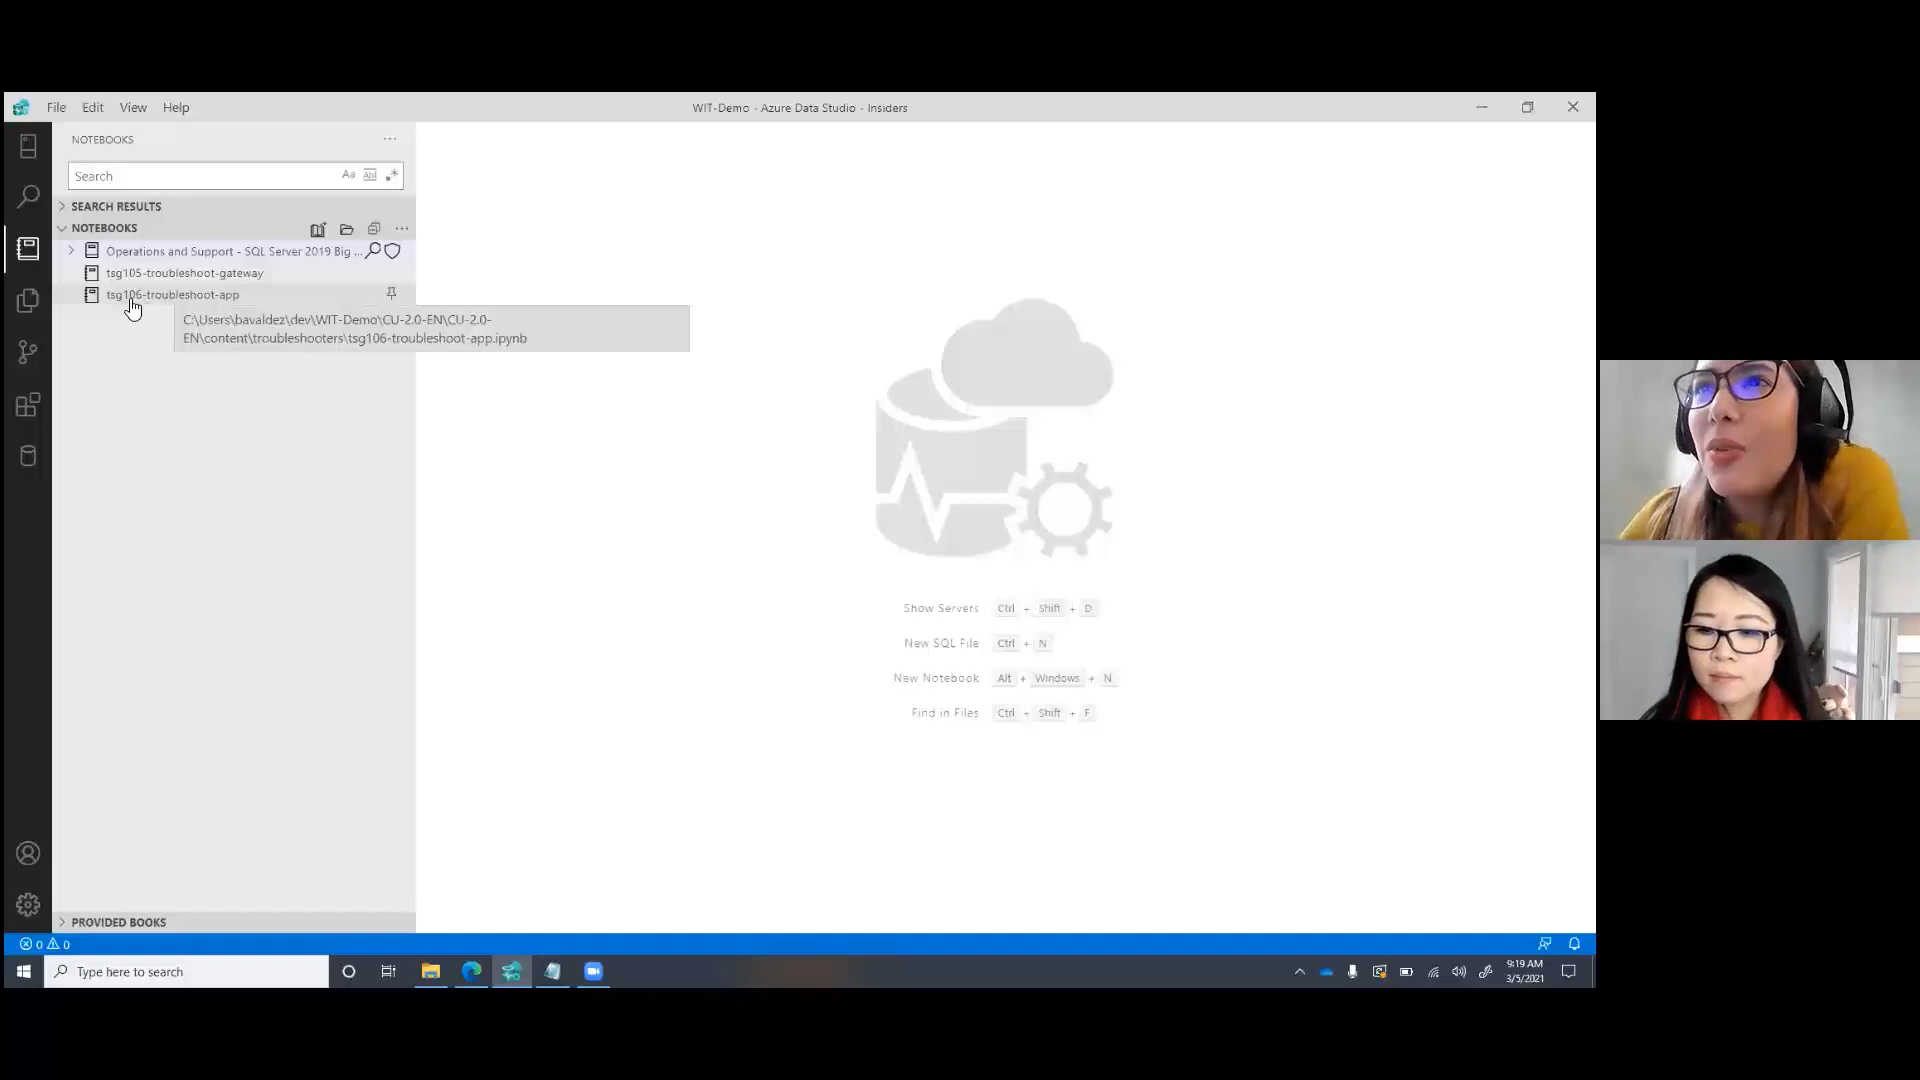 File Edit View Help
WIT-Demo - Azure Data Studio - Insiders
NOTEBOOKS
Search
Aa Abl
SEARCH RESULTS
NOTEBOOKS
Operations and Support - SQL Server 2019 Big ...
tsg105-troubleshoot-gateway
tsg106-troubleshoot-app
C:\Users\bavaldez\dev\WIT-Demo\CU-2.0-EN\CU-2.0-
EN\content\troubleshooters\tsg106-troubleshoot-app.ipynb
Show Servers Ctrl + Shift + D
New SQL File Ctrl + N
New Notebook Alt + Windows + N
Find in Files Ctrl + Shift + F
PROVIDED BOOKS
0 0
Type here to search
9:19 AM
3/5/2021